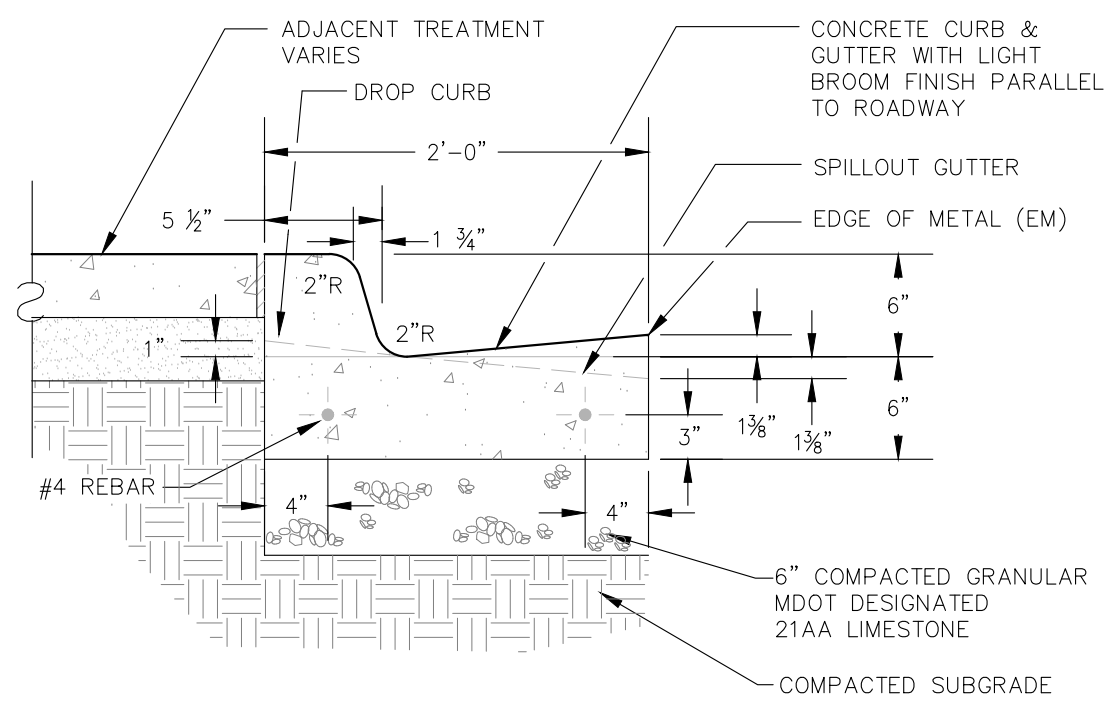 ADJACENT TREATMENT
VARIES
CONCRETE CURB &
GUTTER WITH LIGHT
BROOM FINISH PARALLEL
TO ROADWAY
DROP CURB
2'-0"
SPILLOUT GUTTER
5 ½"
EDGE OF METAL (EM)
1 ¾"
2"R
6"
2"R
1"
6"
3"
1⅜"
1⅜"
#4 REBAR
4"
4"
6" COMPACTED GRANULAR
MDOT DESIGNATED
21AA LIMESTONE
COMPACTED SUBGRADE